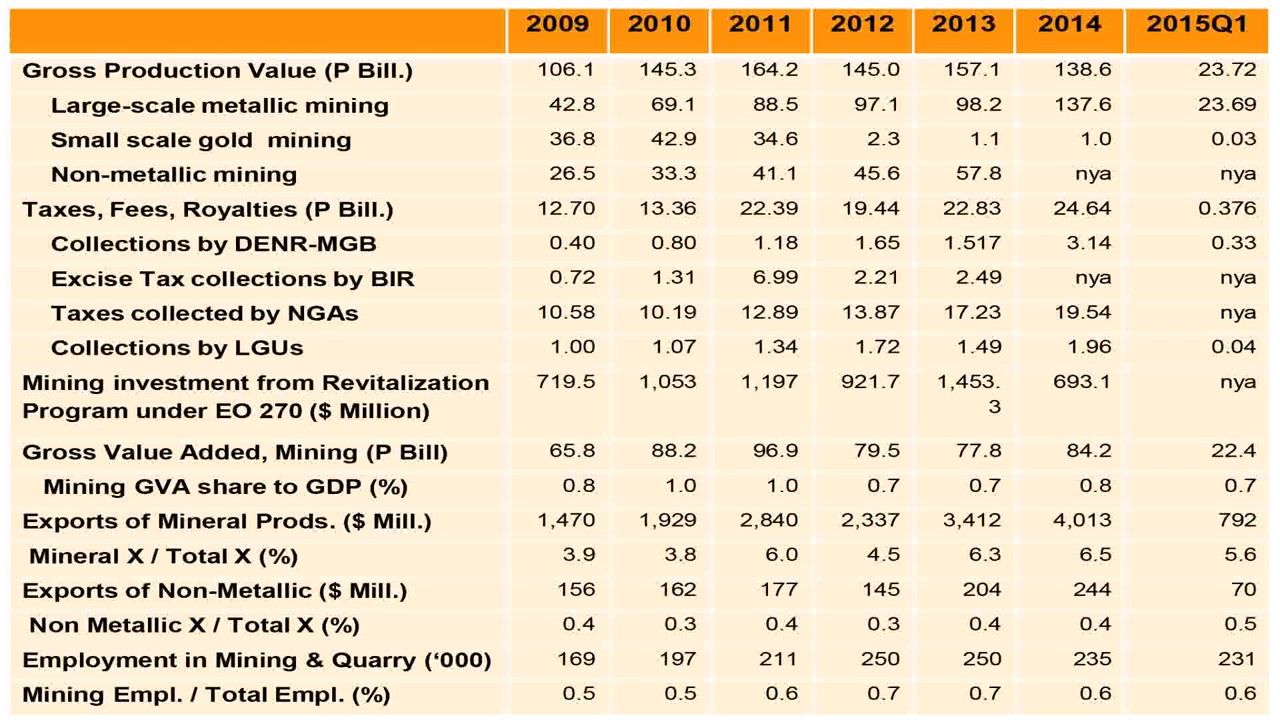 2009 2010 2011 2012 2013 2014 2015Q1
Gross Production Value (P Bill.) 106.1 145.3 164.2 145.0 157.1 138.6 23.72
Large-scale metallic mining 42.8 69.1 88.5 97.1 98.2 137.6 23.69
Small scale gold mining 36.8 42.9 34.6 2.3 1.1 1.0 0.03
Non-metallic mining 26.5 33.3 41.1 45.6 57.8 nya nya
Taxes, Fees, Royalties (P Bill.) 12.70 13.36 22.39 19.44 22.83 24.64 0.376
Collections by DENR-MGB 0.40 0.80 1.18 1.65 1.517 3.14 0.33
Excise Tax collections by BIR 0.72 1.31 6.99 2.21 2.49 nya nya
Taxes collected by NGAs 10.58 10.19 12.89 13.87 17.23 19.54 nya
Collections by LGUs 1.00 1.07 1.34 1.72 1.49 1.96 0.04
Mining investment from Revitalization 719.5 1,053 1,197 921.7 1,453. 693.1 nya
Program under EO 270 ($ Million) 3
Gross Value Added, Mining (P Bill) 65.8 88.2 96.9 79.5 77.8 84.2 22.4
Mining GVA share to GDP (%) 0.8 1.0 1.0 0.7 0.7 0.8 0.7
Exports of Mineral Prods. ($ Mill.) 1,470 1,929 2,840 2,337 3,412 4,013 792
Mineral X / Total X (%) 3.9 3.8 6.0 4.5 6.3 6.5 5.6
Exports of Non-Metallic ($ Mill.) 156 162 177 145 204 244 70
Non Metallic X / Total X (%) 0.4 0.3 0.4 0.3 0.4 0.4 0.5
Employment in Mining & Quarry (‘000) 169 197 211 250 250 235 231
Mining Empl. / Total Empl. (%) 0.5 0.5 0.6 0.7 0.7 0.6 0.6